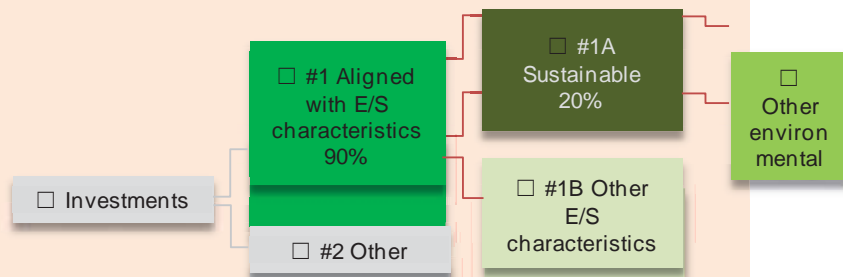 ☐ Investments
☐ #1 Aligned
with E/S
characteristics
90%
☐ #2 Other
☐ #1A
Sustainable
20%
☐ #1B Other
E/S
characteristics
☐
Other
environ
mental